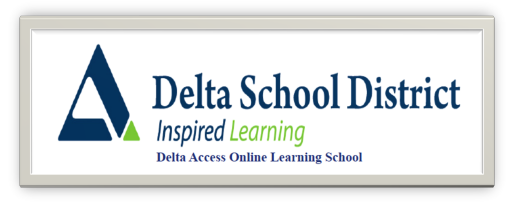 Delta School District
Inspired Learning
Delta Access Online Learning School